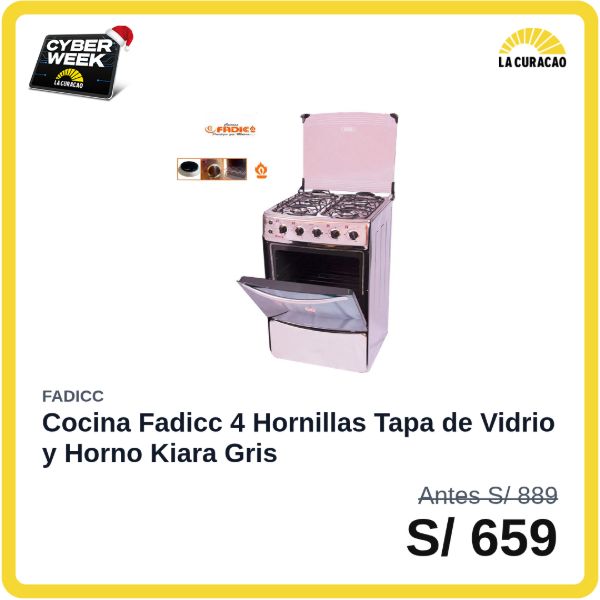 CYBER
WEEK
LA CURACAO
LA CURACAO
FADICC
FADICC
Cocina Fadicc 4 Hornillas Tapa de Vidrio
y Horno Kiara Gris
Antes S/ 889
S/ 659